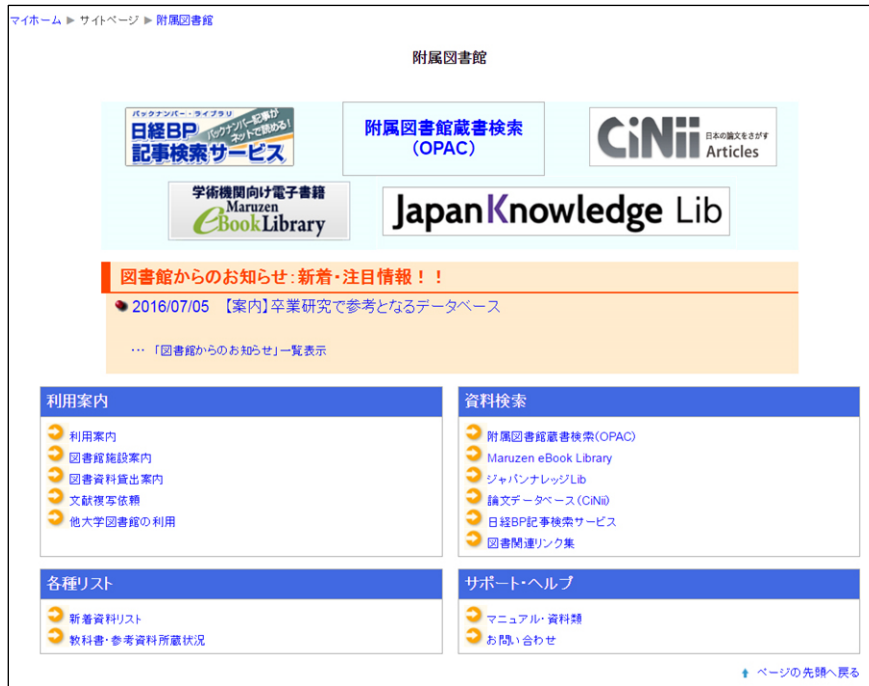 マイホーム ▶ サイトページ ▶ 附属図書館
附属図書館
バックナンバー・ライブラリ
バックナンバー記事が
ネットで読める!
日経BP
記事検索サービス
附属図書館蔵書検索
(OPAC)
CiNii 日本の論文をさがす
Articles
学術機関向け電子書籍
Maruzen
eBookLibrary
JapanKnowledge Lib
図書館からのお知らせ:新着・注目情報!!
2016/07/05 【案内】卒業研究で参考となるデータベース
… 「図書館からのお知らせ」一覧表示
利用案内
利用案内
図書館施設案内
図書資料貸出案内
文献複写依頼
他大学図書館の利用
資料検索
附属図書館蔵書検索(OPAC)
Maruzen eBook Library
ジャパンナレッジLib
論文データベース(CiNii)
日経BP記事検索サービス
図書関連リンク集
各種リスト
新着資料リスト
教科書・参考資料所蔵状況
サポート・ヘルプ
マニュアル・資料類
お問い合わせ
ページの先頭へ戻る